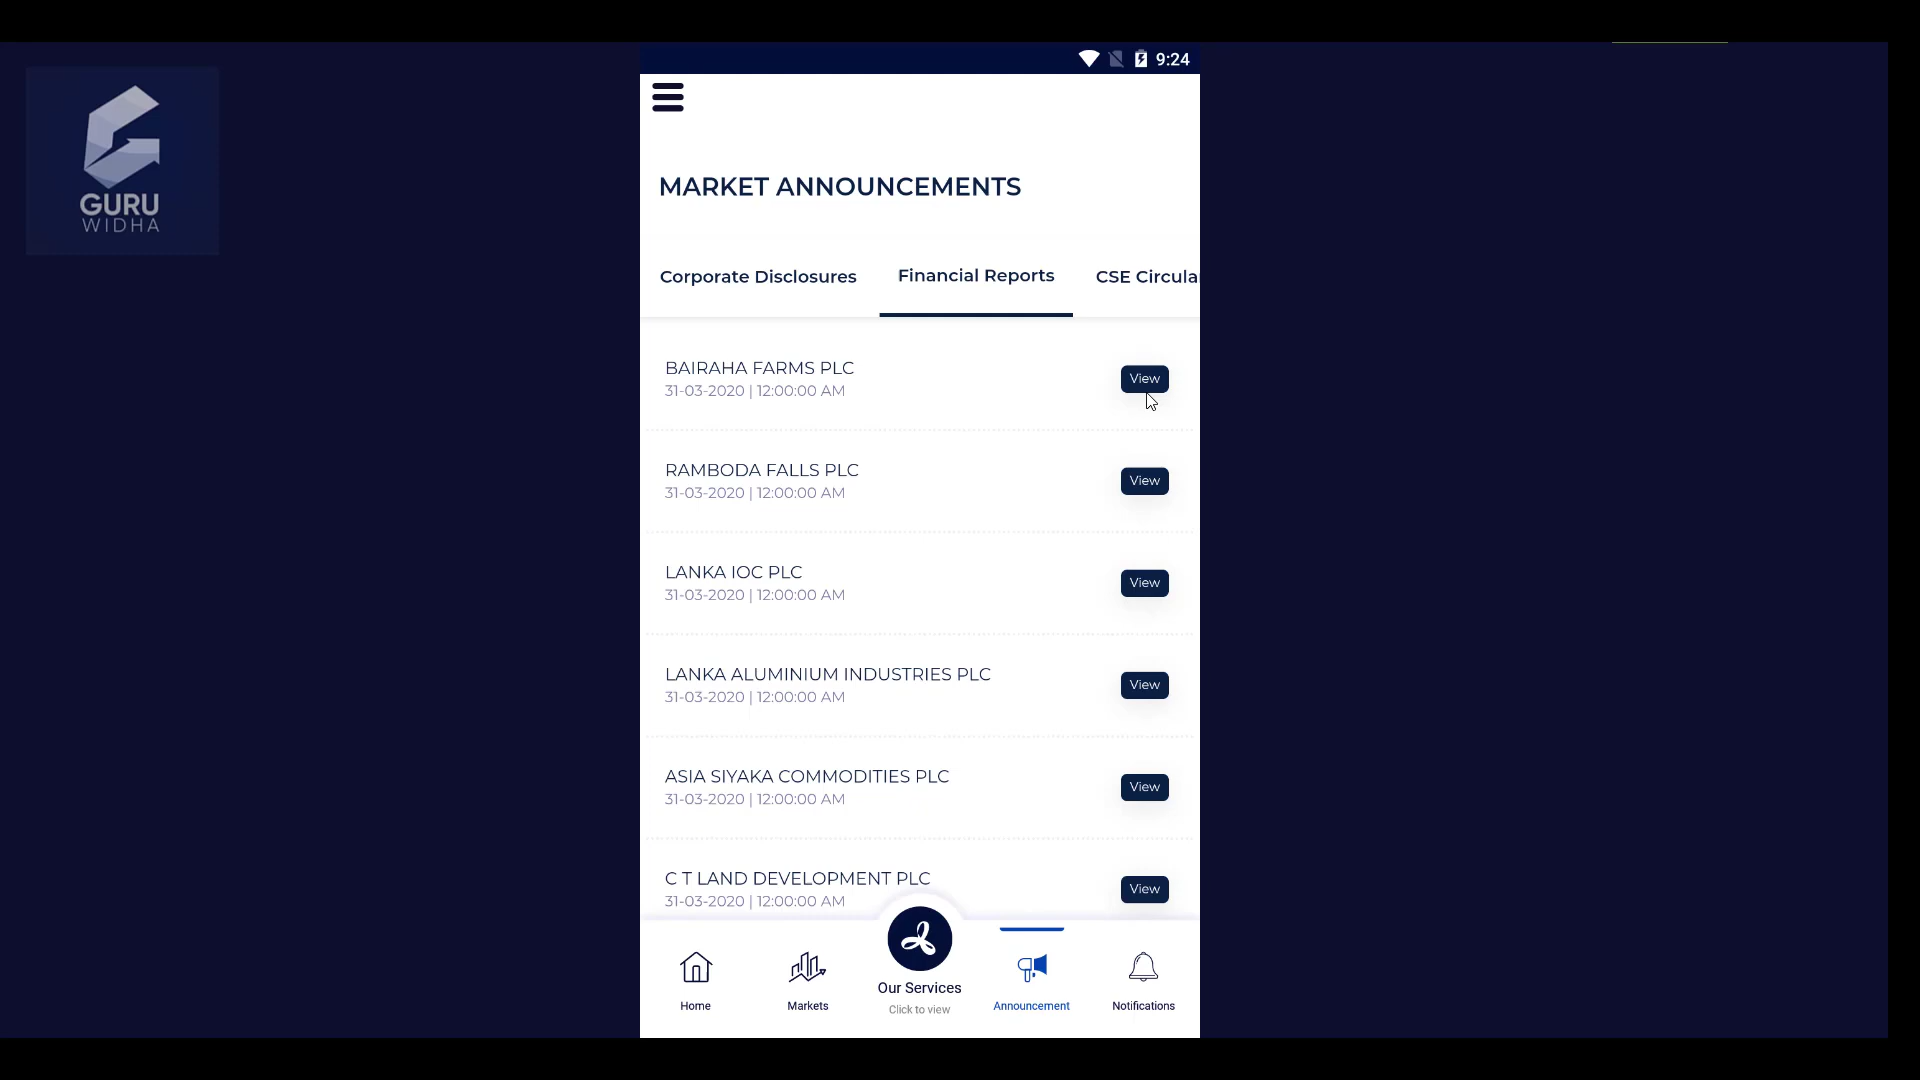 9:24
GURU
WIDHA
MARKET ANNOUNCEMENTS
Corporate Disclosures
Financial Reports
CSE Circular
BAIRAHA FARMS PLC
31-03-2020 | 12:00:00 AM
View
RAMBODA FALLS PLC
31-03-2020 | 12:00:00 AM
View
LANKA IOC PLC
31-03-2020 | 12:00:00 AM
View
LANKA ALUMINIUM INDUSTRIES PLC
31-03-2020 | 12:00:00 AM
View
ASIA SIYAKA COMMODITIES PLC
31-03-2020 | 12:00:00 AM
View
C T LAND DEVELOPMENT PLC
31-03-2020 | 12:00:00 AM
View
Home
Markets
Our Services
Click to view
Announcement
Notifications